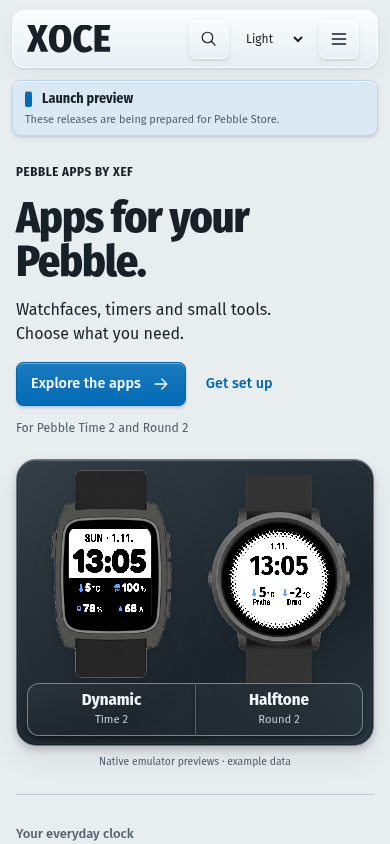 XOCE
Light
Launch preview
These releases are being prepared for Pebble Store.
PEBBLE APPS BY XEF
Apps for your
Pebble.
Watchfaces, timers and small tools.
Choose what you need.
Explore the apps → Get set up
For Pebble Time 2 and Round 2
SUN · 1.11.
13:05
5°C 100%
78% 68
1.11.
13:05
5°C -2°C
Praha Brno
Dynamic
Time 2
Halftone
Round 2
Native emulator previews · example data
Your everyday clock